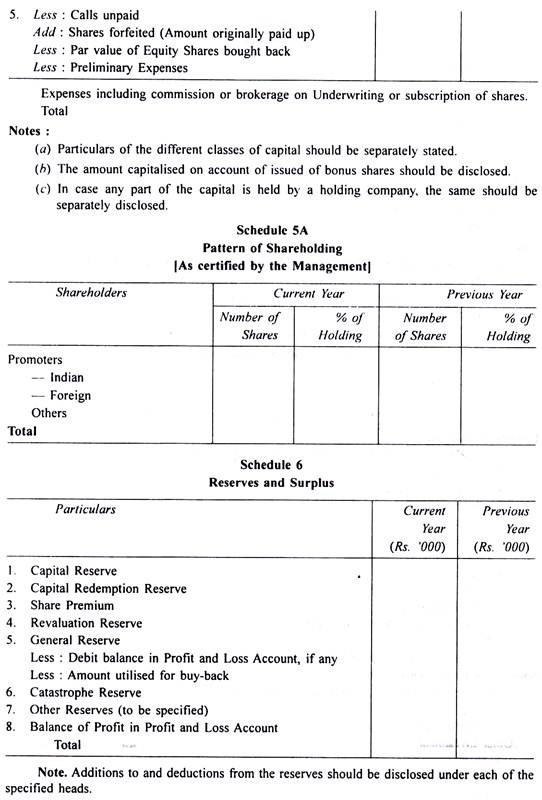 5. Less : Calls unpaid
Add : Shares forfeited (Amount originally paid up)
Less : Par value of Equity Shares bought back
Less : Preliminary Expenses
Expenses including commission or brokerage on Underwriting or subscription of shares.
Total
Notes :
(a) Particulars of the different classes of capital should be separately stated.
(b) The amount capitalised on account of issued of bonus shares should be disclosed.
(c) In case any part of the capital is held by a holding company, the same should be
separately disclosed.
Schedule 5A
Pattern of Shareholding
[As certified by the Management]
Shareholders Current Year Previous Year
Number of % of Number % of
Shares Holding of Shares Holding
Promoters
— Indian
— Foreign
Others
Total
Schedule 6
Reserves and Surplus
Particulars Current Previous
Year Year
(Rs. '000) (Rs. '000)
1. Capital Reserve
2. Capital Redemption Reserve
3. Share Premium
4. Revaluation Reserve
5. General Reserve
Less : Debit balance in Profit and Loss Account, if any
Less : Amount utilised for buy-back
6. Catastrophe Reserve
7. Other Reserves (to be specified)
8. Balance of Profit in Profit and Loss Account
Total
Note. Additions to and deductions from the reserves should be disclosed under each of the
specified heads.